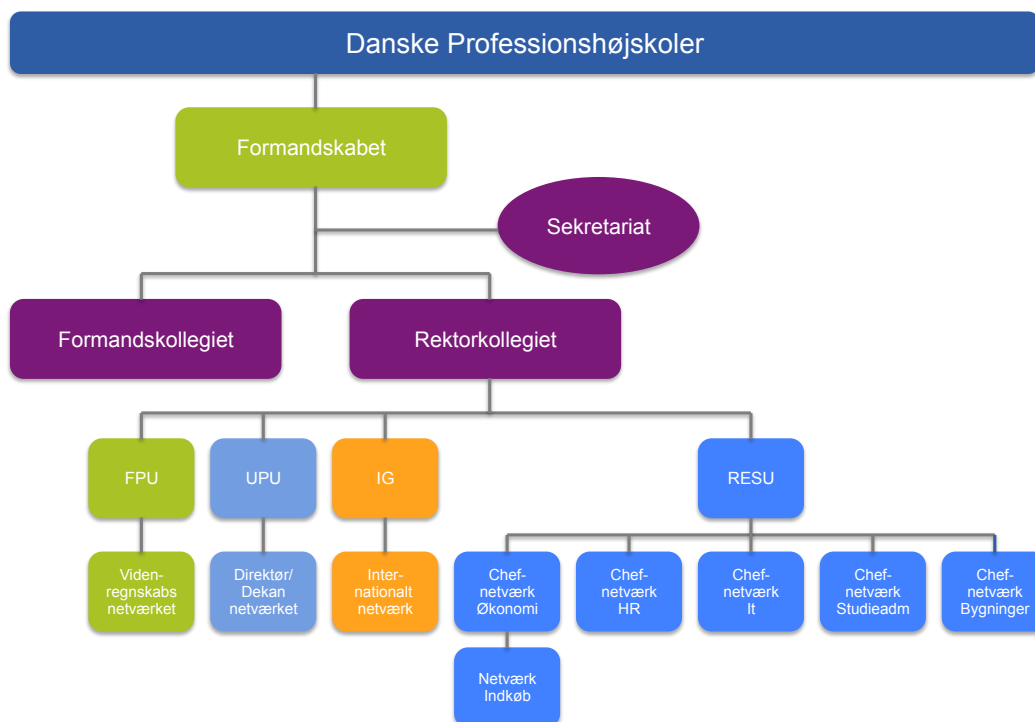 Danske Professionshøjskoler
Formandskabet
Sekretariat
Formandskollegiet
Rektorkollegiet
FPU
UPU
IG
RESU
Viden-
regnskabs
netværket
Direktør/
Dekan
netværket
Inter-
nationalt
netværk
Chef-
netværk
Økonomi
Chef-
netværk
HR
Chef-
netværk
It
Chef-
netværk
Studieadm
Chef-
netværk
Bygninger
Netværk
Indkøb